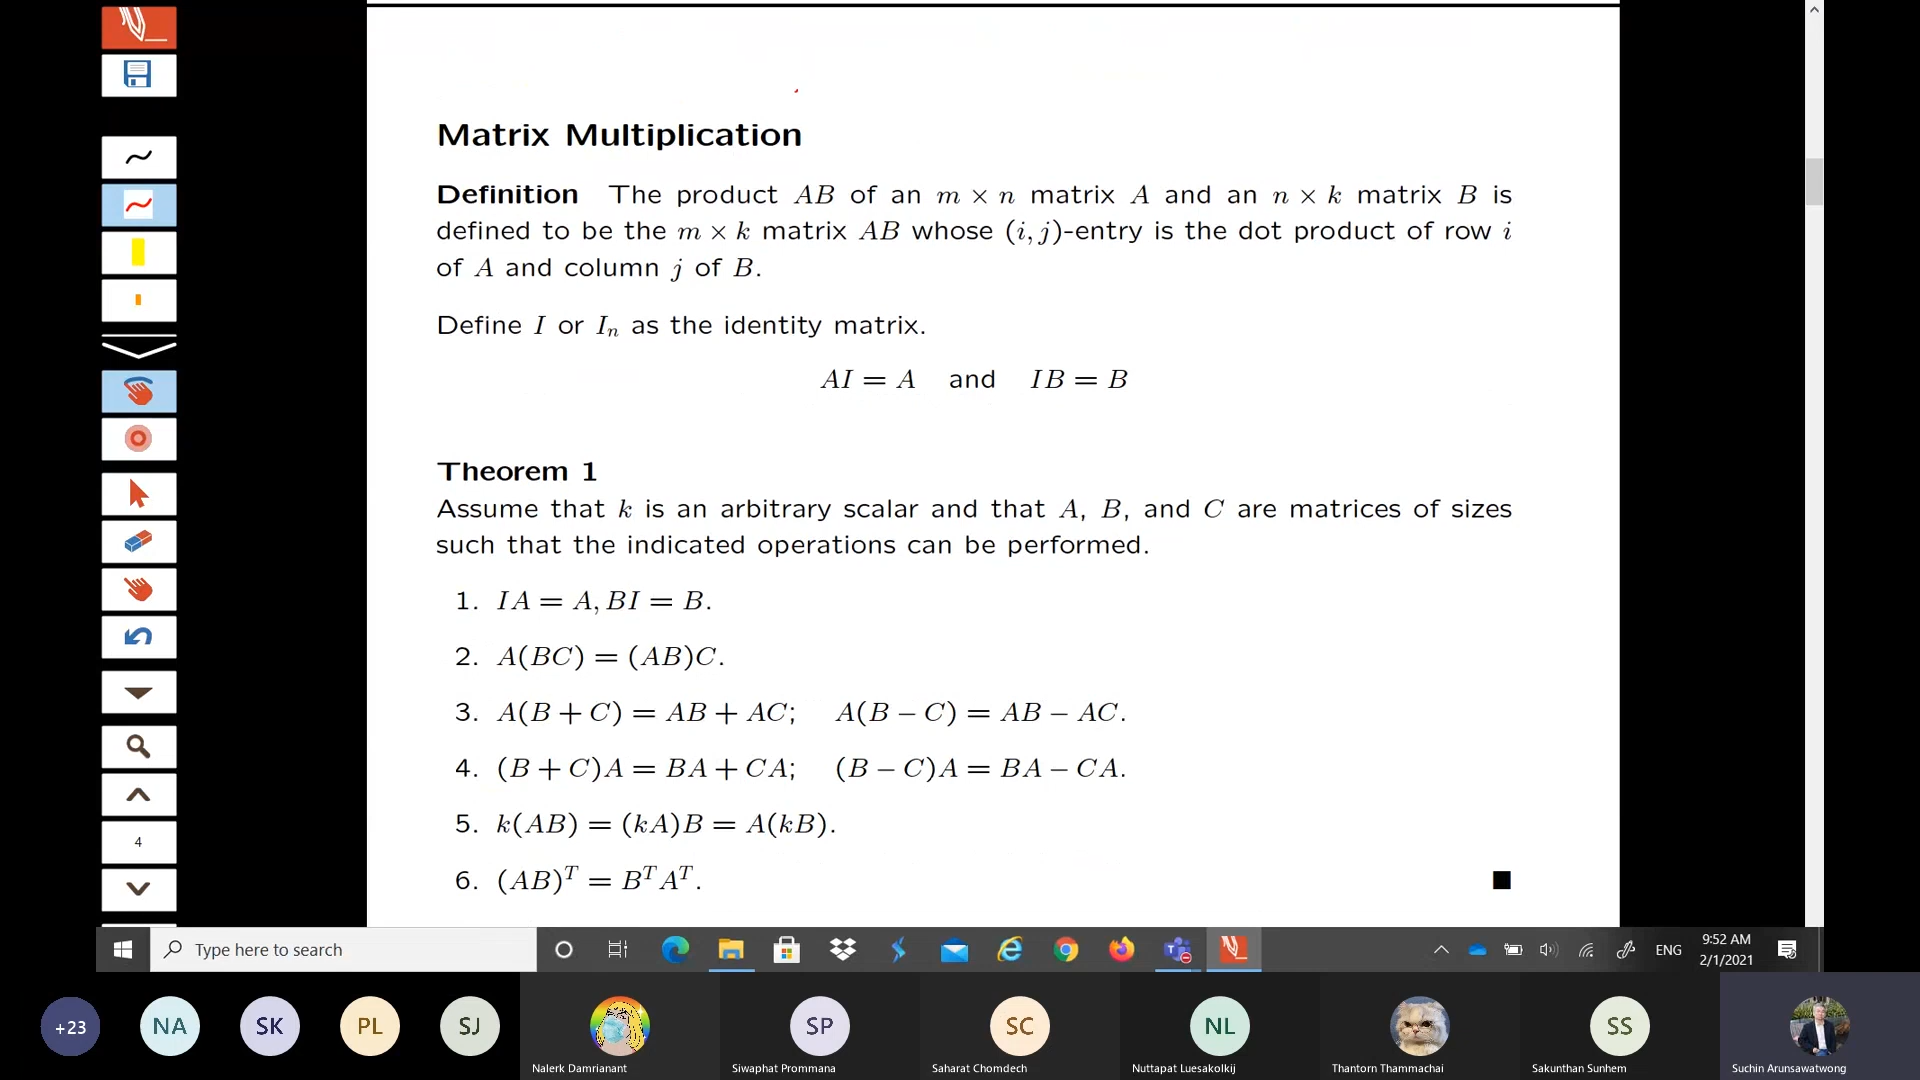 Matrix Multiplication
Definition The product AB of an m × n matrix A and an n × k matrix B is
defined to be the m × k matrix AB whose (i, j)-entry is the dot product of row i
of A and column j of B.
Define I or Iₙ as the identity matrix.
AI = A and IB = B
Theorem 1
Assume that k is an arbitrary scalar and that A, B, and C are matrices of sizes
such that the indicated operations can be performed.
1. IA = A, BI = B.
2. A(BC) = (AB)C.
3. A(B + C) = AB + AC; A(B − C) = AB − AC.
4. (B + C)A = BA + CA; (B − C)A = BA − CA.
5. k(AB) = (kA)B = A(kB).
6. (AB)ᵀ = BᵀAᵀ. ■
4
Type here to search
ENG
9:52 AM
2/1/2021
+23 NA SK PL SJ SP SC NL SS
Nalerk Damrianant Siwaphat Prommana Saharat Chomdech Nuttapat Luesakolkij Thantorn Thammachai Sakunthan Sunhem Suchin Arunsawatwong